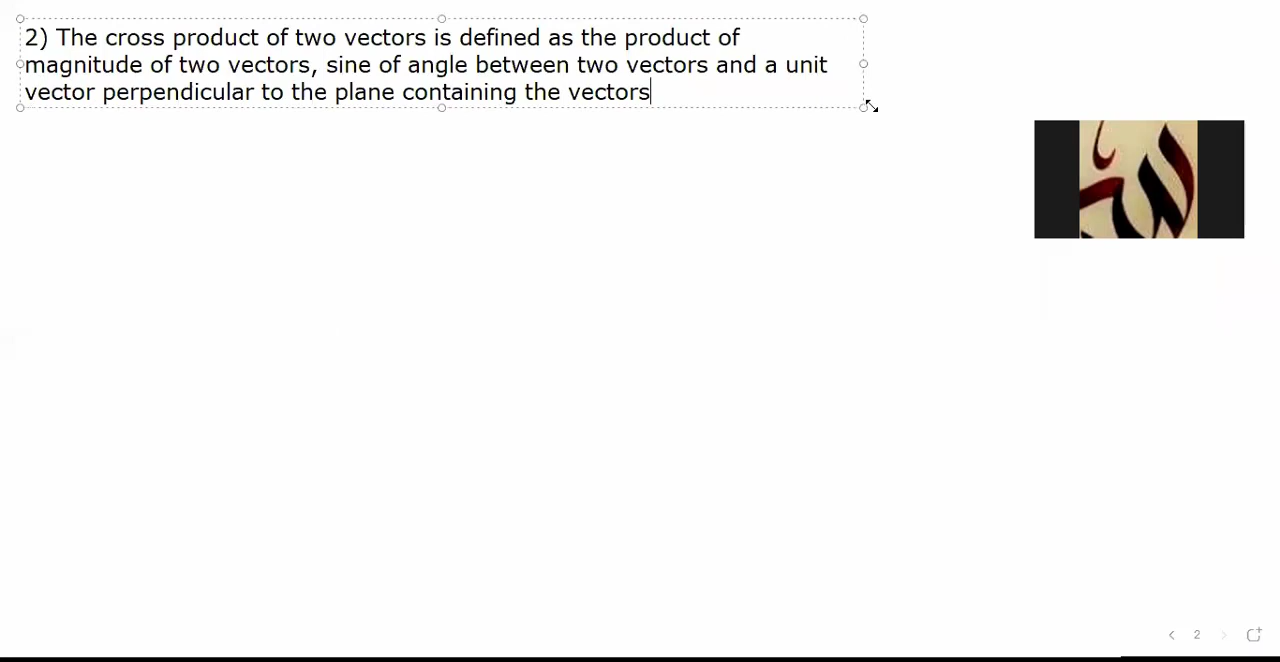 2) The cross product of two vectors is defined as the product of
magnitude of two vectors, sine of angle between two vectors and a unit
vector perpendicular to the plane containing the vectors
2